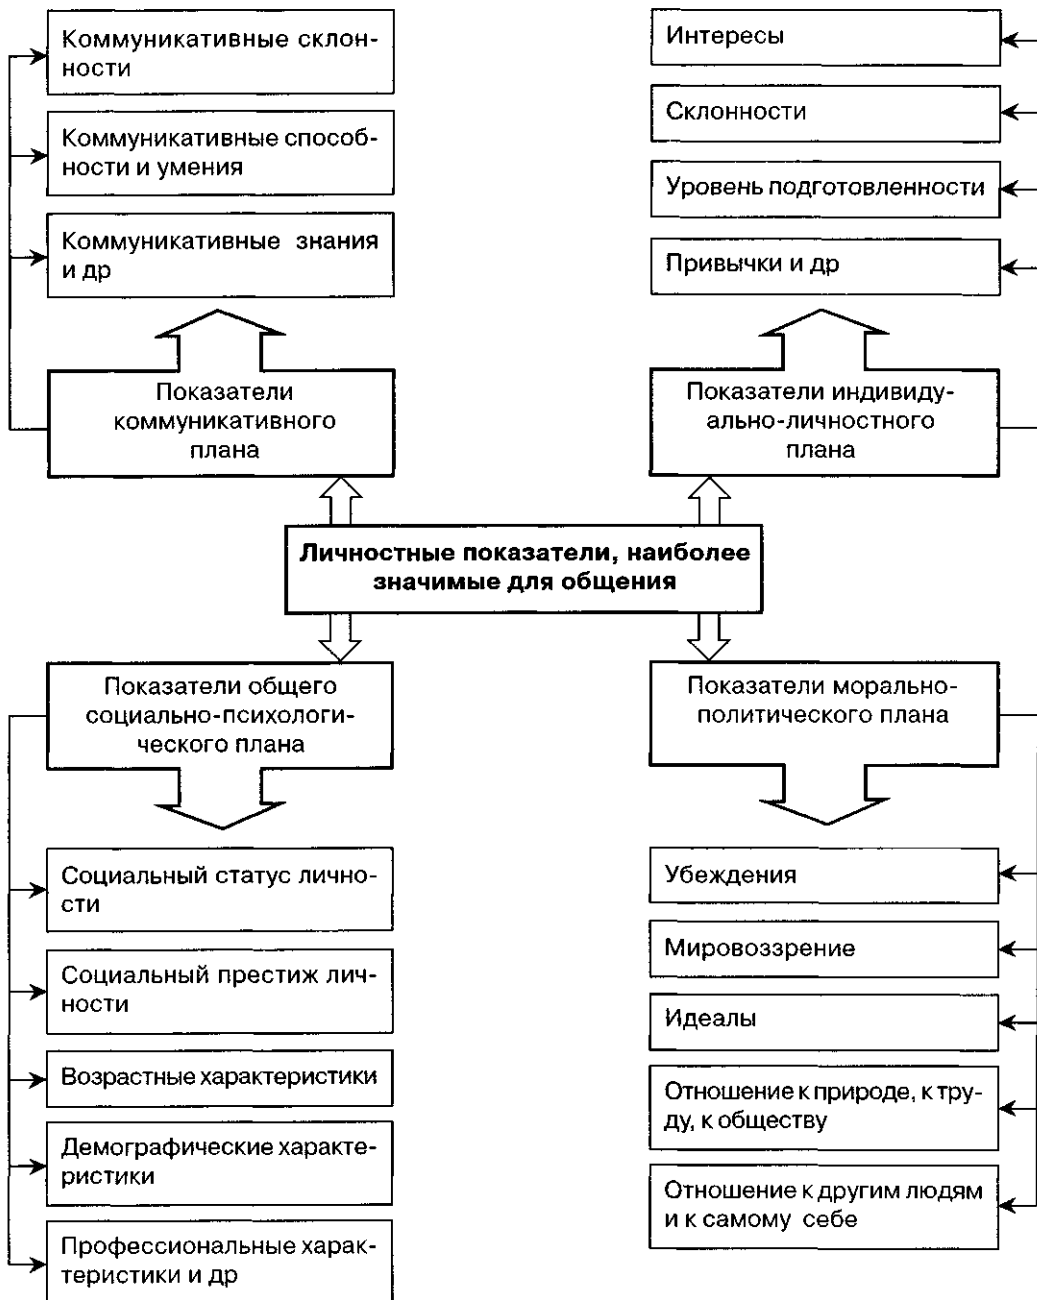 Коммуникативные склон-
ности
Коммуникативные способ-
ности и умения
Коммуникативные знания
и др
Показатели
коммуникативного
плана
Интересы
Склонности
Уровень подготовленности
Привычки и др
Показатели индивиду-
ально-личностного
плана
Личностные показатели, наиболее
значимые для общения
Показатели общего
социально-психологи-
ческого плана
Социальный статус лично-
сти
Социальный престиж лич-
ности
Возрастные характеристики
Демографические характе-
ристики
Профессиональные харак-
теристики и др
Показатели морально-
политического плана
Убеждения
Мировоззрение
Идеалы
Отношение к природе, к тру-
ду, к обществу
Отношение к другим людям
и к самому себе